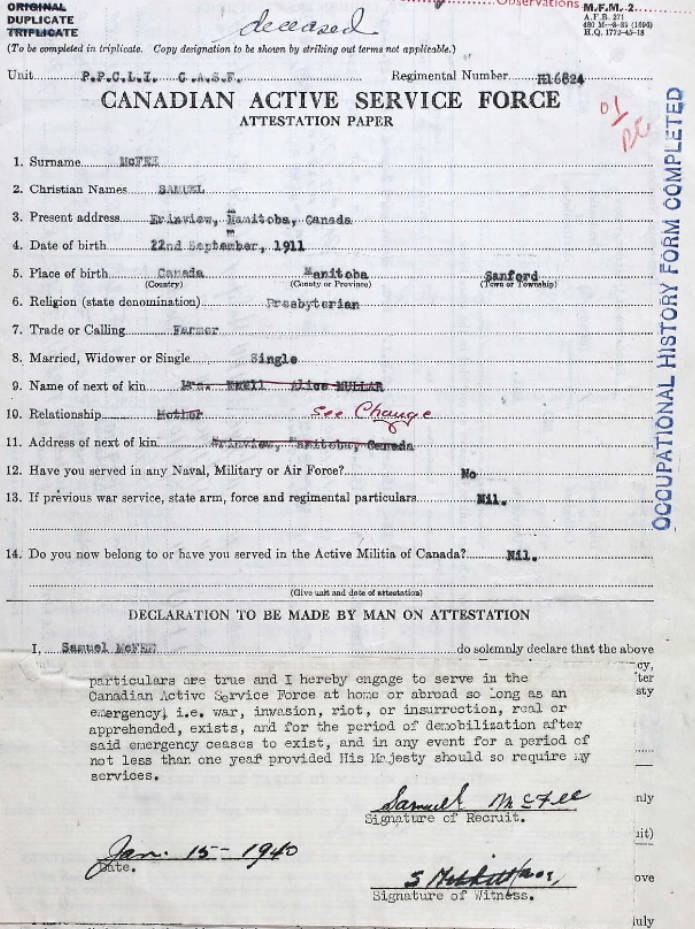 ORIGINAL
DUPLICATE
TRIPLICATE
deceased
Observations
M.F.M. 2
A.F.B. 271
H.Q. 1772-45-18
(To be completed in triplicate. Copy designation to be shown by striking out terms not applicable.)
Unit P.P.C.L.I. C.A.S.F. Regimental Number H16624
CANADIAN ACTIVE SERVICE FORCE
ATTESTATION PAPER
OCCUPATIONAL HISTORY FORM COMPLETED
1. Surname McFEE
2. Christian Names SAMUEL
3. Present address Erinview, Manitoba, Canada
4. Date of birth 22nd September, 1911
5. Place of birth Canada Manitoba Sanford
(Country) (County or Province) (Town or Township)
6. Religion (state denomination) Presbyterian
7. Trade or Calling Farmer
8. Married, Widower or Single Single
9. Name of next of kin Mrs. Alice
10. Relationship Mother See Change
11. Address of next of kin Erinview, Manitoba, Canada
12. Have you served in any Naval, Military or Air Force? No
13. If previous war service, state arm, force and regimental particulars Nil.
14. Do you now belong to or have you served in the Active Militia of Canada? Nil.
(Give unit and date of attestation)
DECLARATION TO BE MADE BY MAN ON ATTESTATION
I, Samuel McFEE do solemnly declare that the above
particulars are true and I hereby engage to serve in the
Canadian Active Service Force at home or abroad so long as an
emergency, i.e. war, invasion, riot, or insurrection, real or
apprehended, exists, and for the period of demobilization after
said emergency ceases to exist, and in any event for a period of
not less than one year provided His Majesty should so require my
services.
Samuel McFee
Signature of Recruit.
Jan. 15-1940
Date.
Signature of Witness.